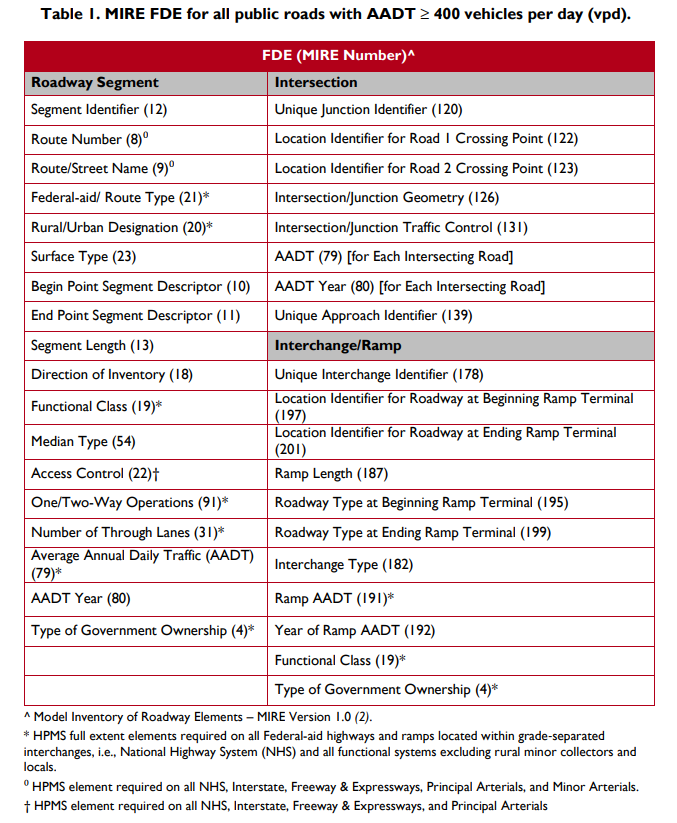 Table 1. MIRE FDE for all public roads with AADT ≥ 400 vehicles per day (vpd).
FDE (MIRE Number)^
Roadway Segment Intersection
Segment Identifier (12) Unique Junction Identifier (120)
Route Number (8)⁰ Location Identifier for Road 1 Crossing Point (122)
Route/Street Name (9)⁰ Location Identifier for Road 2 Crossing Point (123)
Federal-aid/ Route Type (21)* Intersection/Junction Geometry (126)
Rural/Urban Designation (20)* Intersection/Junction Traffic Control (131)
Surface Type (23) AADT (79) [for Each Intersecting Road]
Begin Point Segment Descriptor (10) AADT Year (80) [for Each Intersecting Road]
End Point Segment Descriptor (11) Unique Approach Identifier (139)
Segment Length (13) Interchange/Ramp
Direction of Inventory (18) Unique Interchange Identifier (178)
Functional Class (19)* Location Identifier for Roadway at Beginning Ramp Terminal
(197)
Median Type (54) Location Identifier for Roadway at Ending Ramp Terminal
(201)
Access Control (22)† Ramp Length (187)
One/Two-Way Operations (91)* Roadway Type at Beginning Ramp Terminal (195)
Number of Through Lanes (31)* Roadway Type at Ending Ramp Terminal (199)
Average Annual Daily Traffic (AADT)
(79)* Interchange Type (182)
AADT Year (80) Ramp AADT (191)*
Type of Government Ownership (4)* Year of Ramp AADT (192)
Functional Class (19)*
Type of Government Ownership (4)*
^ Model Inventory of Roadway Elements – MIRE Version 1.0 (2).
* HPMS full extent elements required on all Federal-aid highways and ramps located within grade-separated
interchanges, i.e., National Highway System (NHS) and all functional systems excluding rural minor collectors and
locals.
⁰ HPMS element required on all NHS, Interstate, Freeway & Expressways, Principal Arterials, and Minor Arterials.
† HPMS element required on all NHS, Interstate, Freeway & Expressways, and Principal Arterials